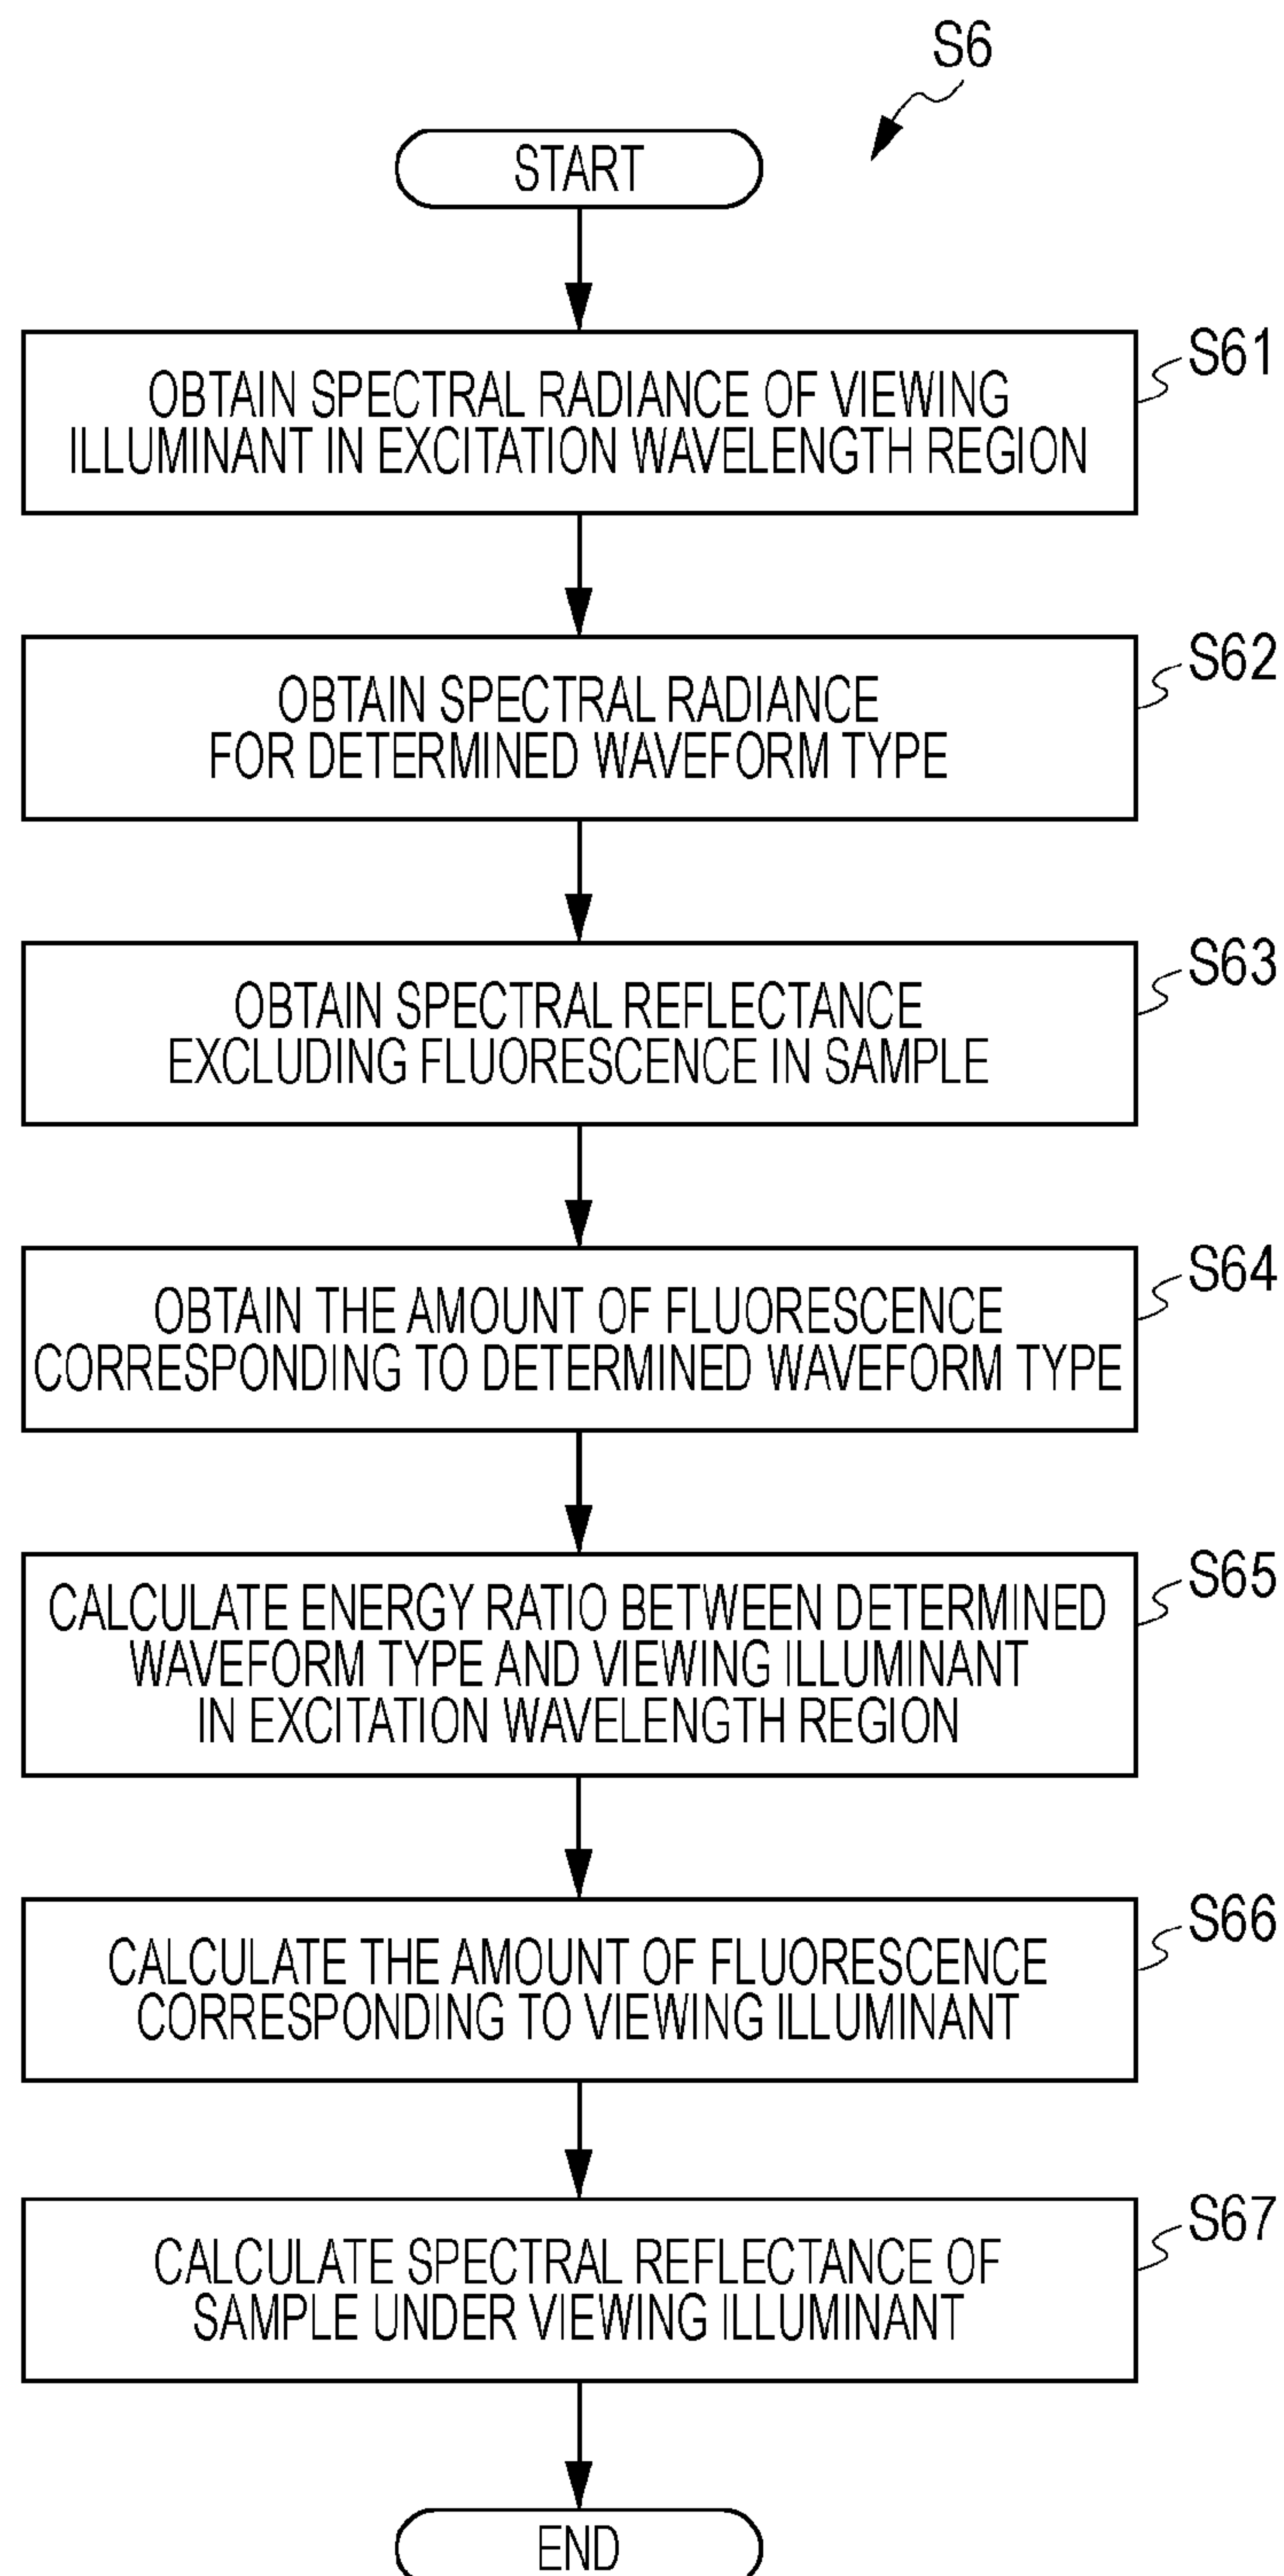 S6
START
S61
OBTAIN SPECTRAL RADIANCE OF VIEWING
ILLUMINANT IN EXCITATION WAVELENGTH REGION
S62
OBTAIN SPECTRAL RADIANCE
FOR DETERMINED WAVEFORM TYPE
S63
OBTAIN SPECTRAL REFLECTANCE
EXCLUDING FLUORESCENCE IN SAMPLE
S64
OBTAIN THE AMOUNT OF FLUORESCENCE
CORRESPONDING TO DETERMINED WAVEFORM TYPE
S65
CALCULATE ENERGY RATIO BETWEEN DETERMINED
WAVEFORM TYPE AND VIEWING ILLUMINANT
IN EXCITATION WAVELENGTH REGION
S66
CALCULATE THE AMOUNT OF FLUORESCENCE
CORRESPONDING TO VIEWING ILLUMINANT
S67
CALCULATE SPECTRAL REFLECTANCE OF
SAMPLE UNDER VIEWING ILLUMINANT
END